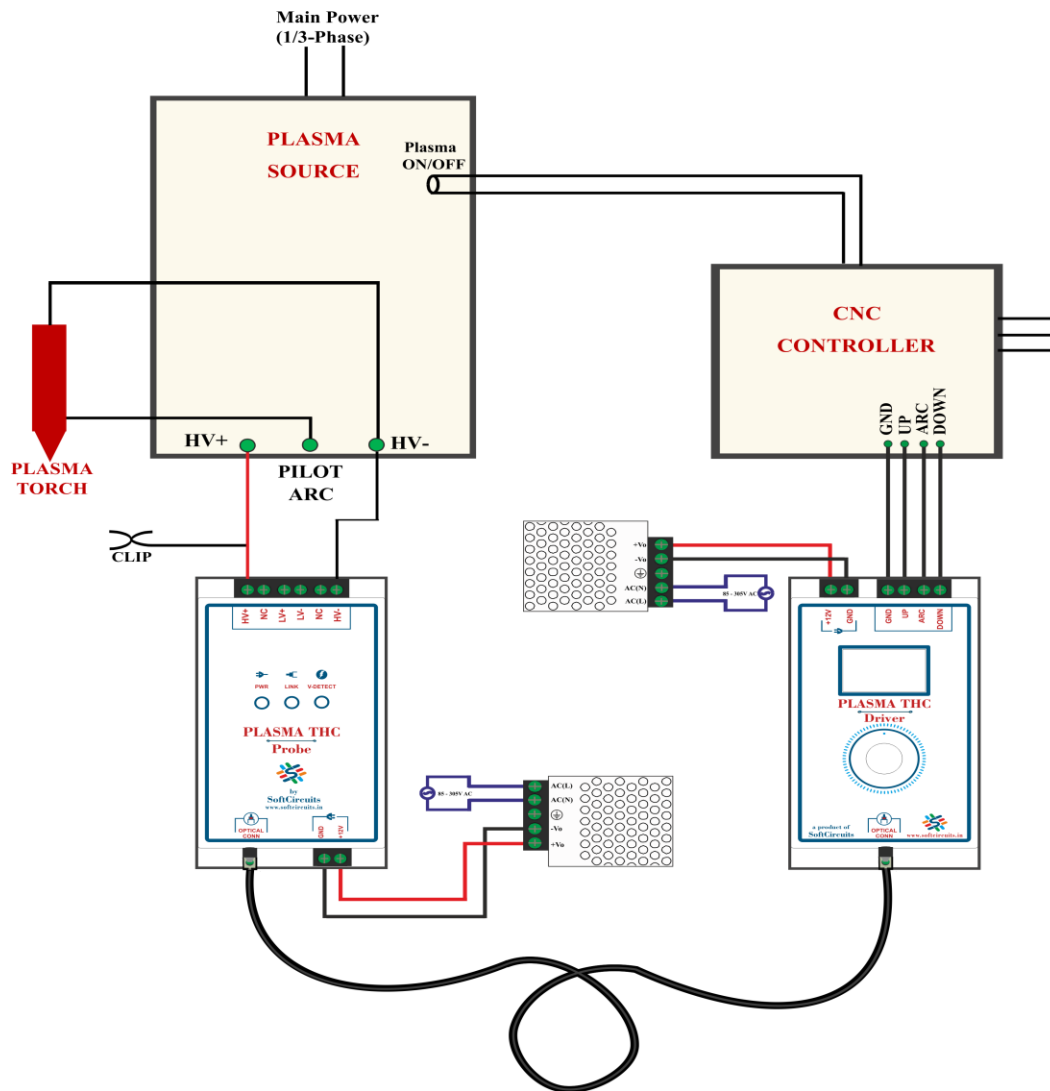 Main Power
(1/3-Phase)
PLASMA
SOURCE
Plasma
ON/OFF
CNC
CONTROLLER
GND
UP
ARC
DOWN
HV+
HV-
PILOT
ARC
PLASMA
TORCH
CLIP
+Vo
-Vo
AC(N)
AC(L)
85 - 305V AC
HV+
NC
LV+
LV-
NC
HV-
PWR
LINK
V-DETECT
PLASMA THC
Probe
by
SoftCircuits
www.softcircuits.in
OPTICAL
CONN
GND
+12V
AC(L)
AC(N)
-Vo
+Vo
85 - 305V AC
+12V
GND
GND
UP
ARC
DOWN
PLASMA THC
Driver
a product of
SoftCircuits
OPTICAL
CONN
www.softcircuits.in